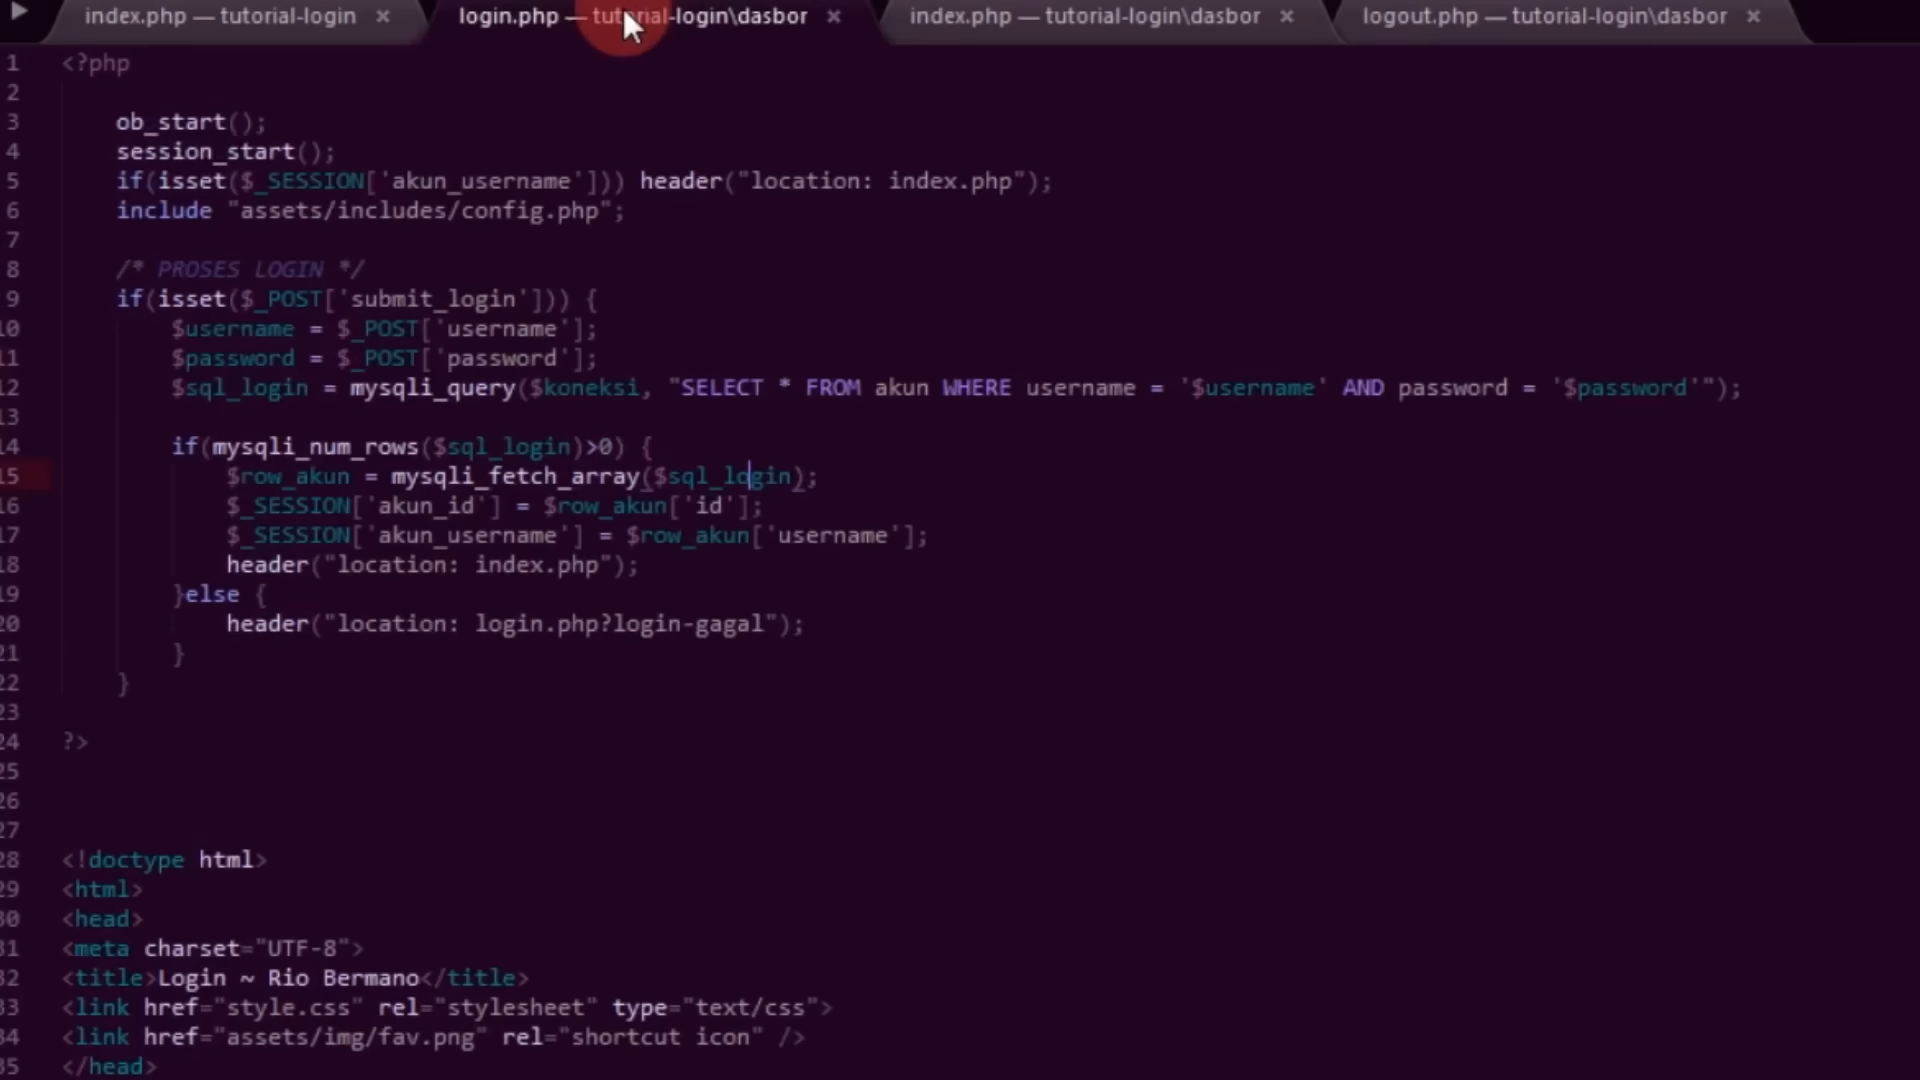 index.php — tutorial-login × login.php — tutorial-login\dasbor × index.php — tutorial-login\dasbor × logout.php — tutorial-login\dasbor ×
1 <?php
2
3 ob_start();
4 session_start();
5 if(isset($_SESSION['akun_username'])) header("location: index.php");
6 include "assets/includes/config.php";
7
8 /* PROSES LOGIN */
9 if(isset($_POST['submit_login'])) {
10 $username = $_POST['username'];
11 $password = $_POST['password'];
12 $sql_login = mysqli_query($koneksi, "SELECT * FROM akun WHERE username = '$username' AND password = '$password'");
13
14 if(mysqli_num_rows($sql_login)>0) {
15 $row_akun = mysqli_fetch_array($sql_login);
16 $_SESSION['akun_id'] = $row_akun['id'];
17 $_SESSION['akun_username'] = $row_akun['username'];
18 header("location: index.php");
19 }else {
20 header("location: login.php?login-gagal");
21 }
22 }
23
24 ?>
25
26
27
28 <!doctype html>
29 <html>
30 <head>
31 <meta charset="UTF-8">
32 <title>Login ~ Rio Bermano</title>
33 <link href="style.css" rel="stylesheet" type="text/css">
34 <link href="assets/img/fav.png" rel="shortcut icon" />
35 </head>